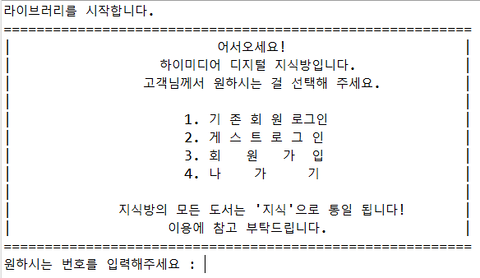 라이브러리를 시작합니다.
=========================================================
| 어서오세요! |
| 하이미디어 디지털 지식방입니다. |
| 고객님께서 원하시는 걸 선택해 주세요. |
| |
| 1. 기 존 회 원 로그인 |
| 2. 게 스 트 로 그 인 |
| 3. 회 원 가 입 |
| 4. 나 가 기 |
| |
| 지식방의 모든 도서는 '지식'으로 통일 됩니다! |
| 이용에 참고 부탁드립니다. |
=========================================================
원하시는 번호를 입력해주세요 :